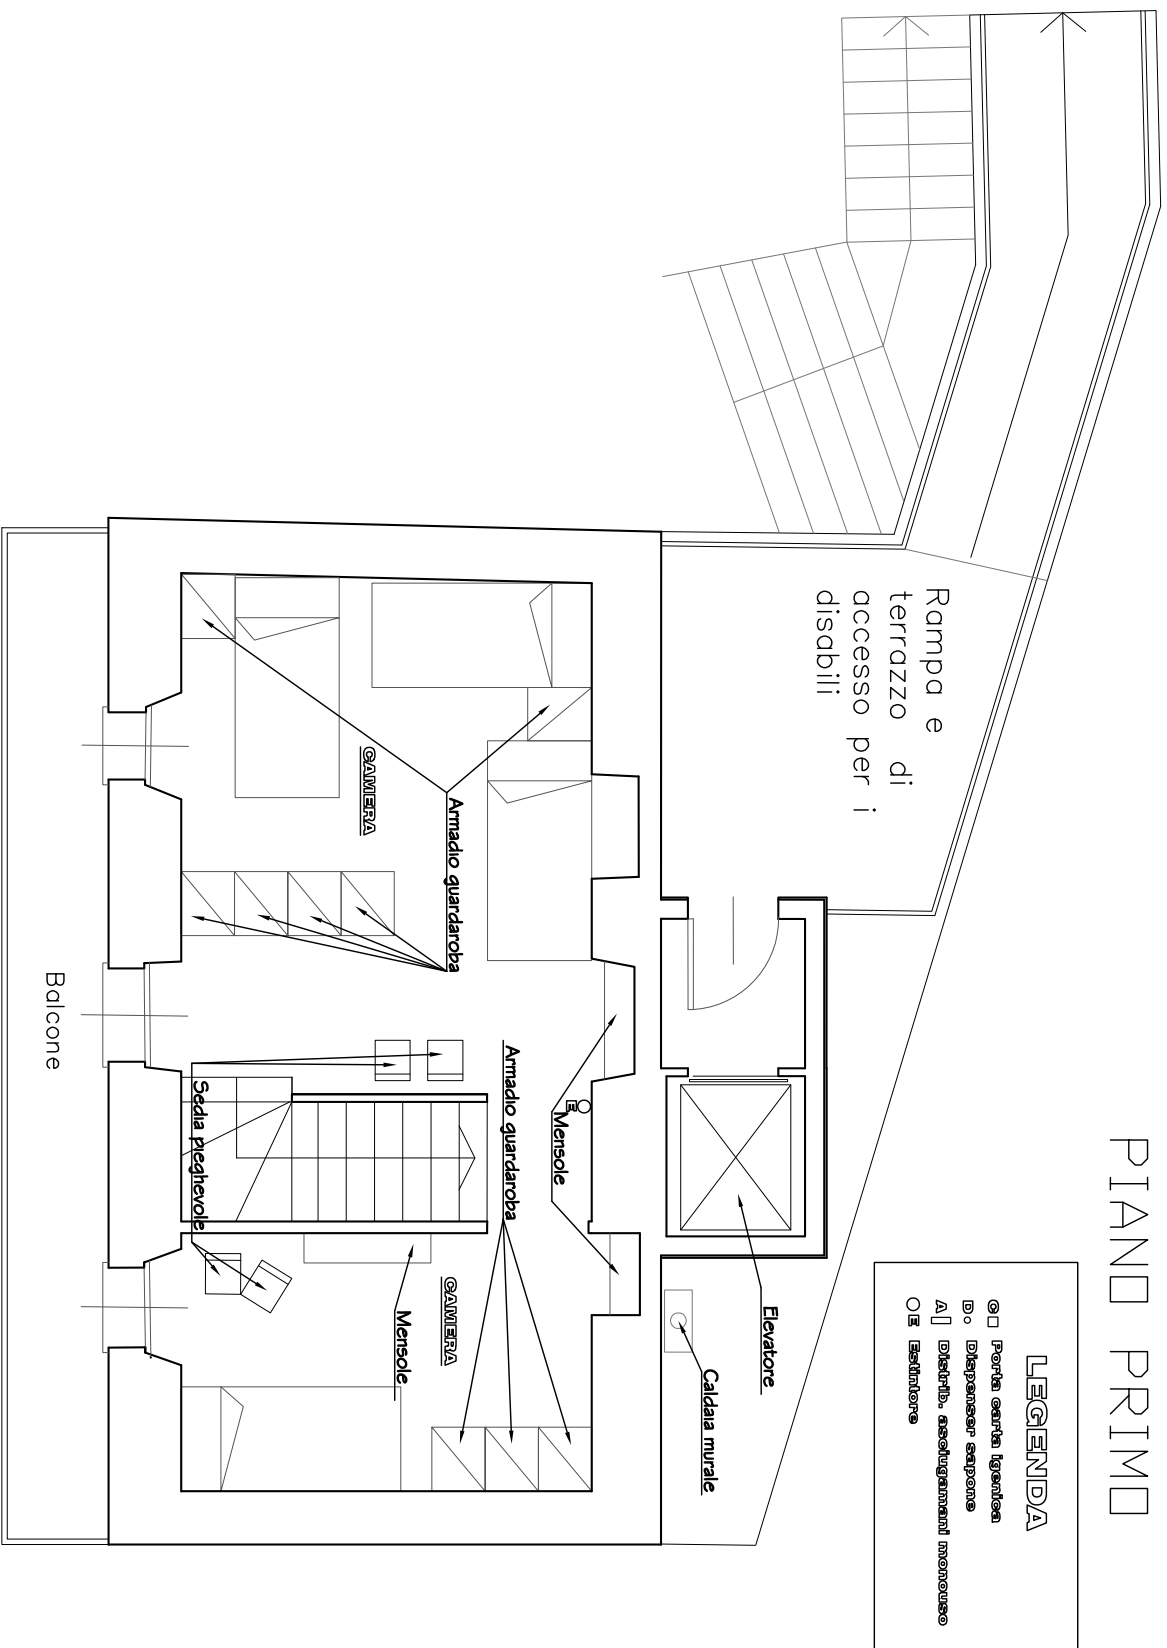 PIANO PRIMO
LEGENDA
C Porta carta igenica
D. Dispenser sapone
A Distrib. asciugamani monouso
E Estintore
Rampa e
terrazzo di
accesso per i
disabili
Elevatore
Caldaia murale
Mensole
E
Armadio guardaroba
Armadio guardaroba
CAMERA
CAMERA
Mensole
Sedia pieghevole
Balcone